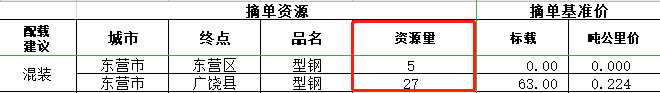 摘单资源 摘单基准价
配载建议 城市 终点 品名 资源量 标载 吨公里价
混装 东营市 东营区 型钢 5 0.00 0.000
东营市 广饶县 型钢 27 63.00 0.224